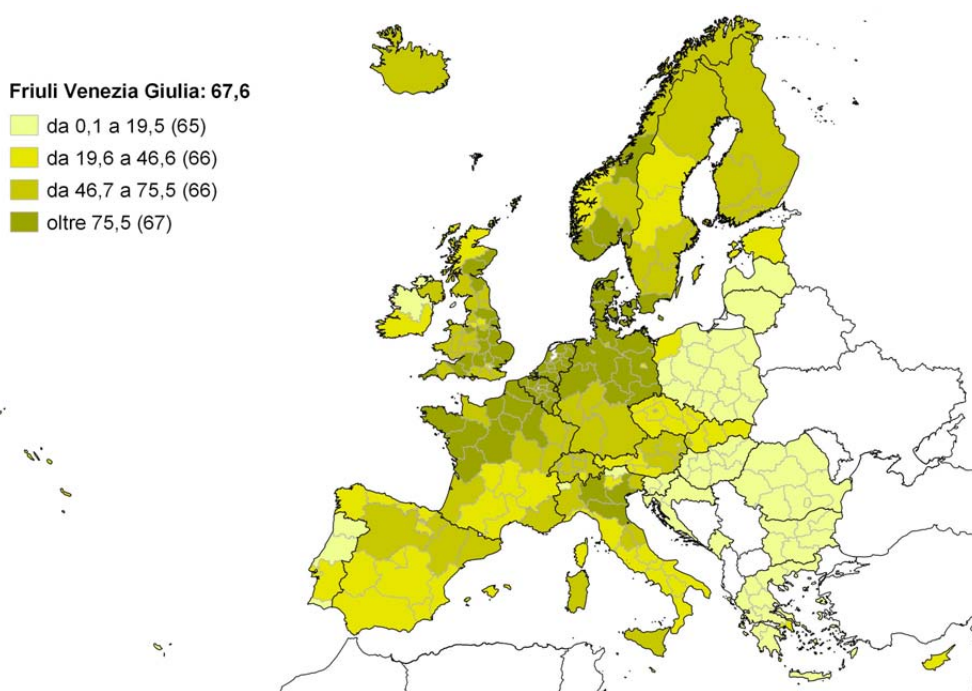 Friuli Venezia Giulia: 67,6
da 0,1 a 19,5 (65)
da 19,6 a 46,6 (66)
da 46,7 a 75,5 (66)
oltre 75,5 (67)